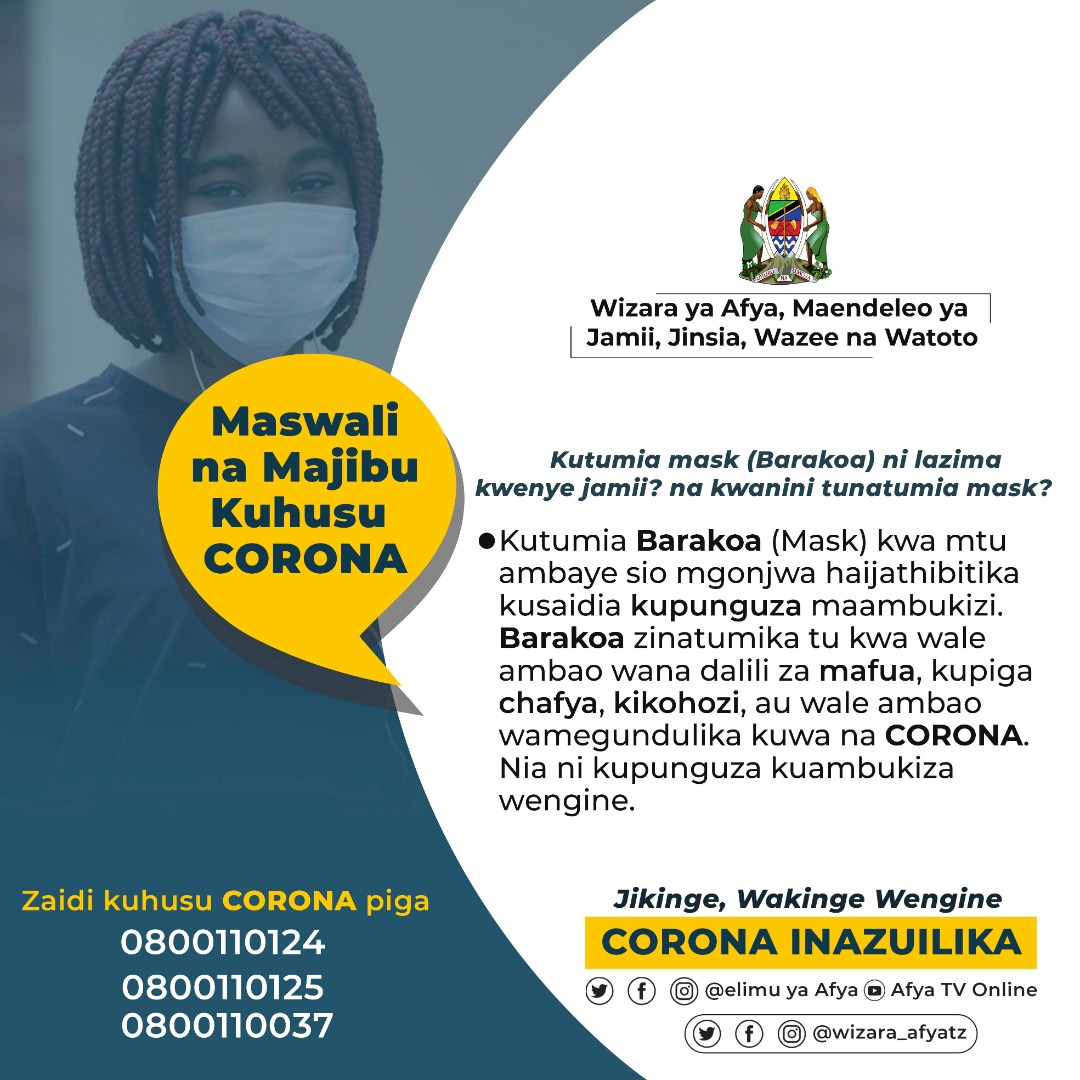 Wizara ya Afya, Maendeleo ya
Jamii, Jinsia, Wazee na Watoto
Maswali
na Majibu
Kuhusu
CORONA
Kutumia mask (Barakoa) ni lazima
kwenye jamii? na kwanini tunatumia mask?
● Kutumia Barakoa (Mask) kwa mtu
ambaye sio mgonjwa haijathibitika
kusaidia kupunguza maambukizi.
Barakoa zinatumika tu kwa wale
ambao wana dalili za mafua, kupiga
chafya, kikohozi, au wale ambao
wamegundulika kuwa na CORONA.
Nia ni kupunguza kuambukiza
wengine.
Zaidi kuhusu CORONA piga
0800110124
0800110125
0800110037
Jikinge, Wakinge Wengine
CORONA INAZUILIKA
@elimu ya Afya Afya TV Online
@wizara_afyatz